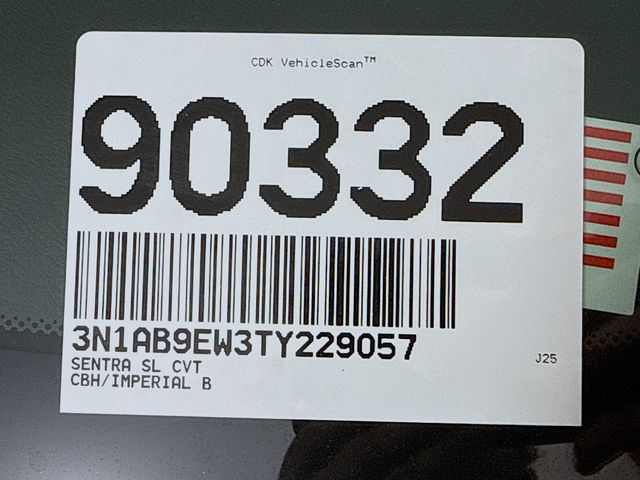 CDK VehicleScan™
90332
3N1AB9EW3TY229057
SENTRA SL CVT
CBH/IMPERIAL B
J25